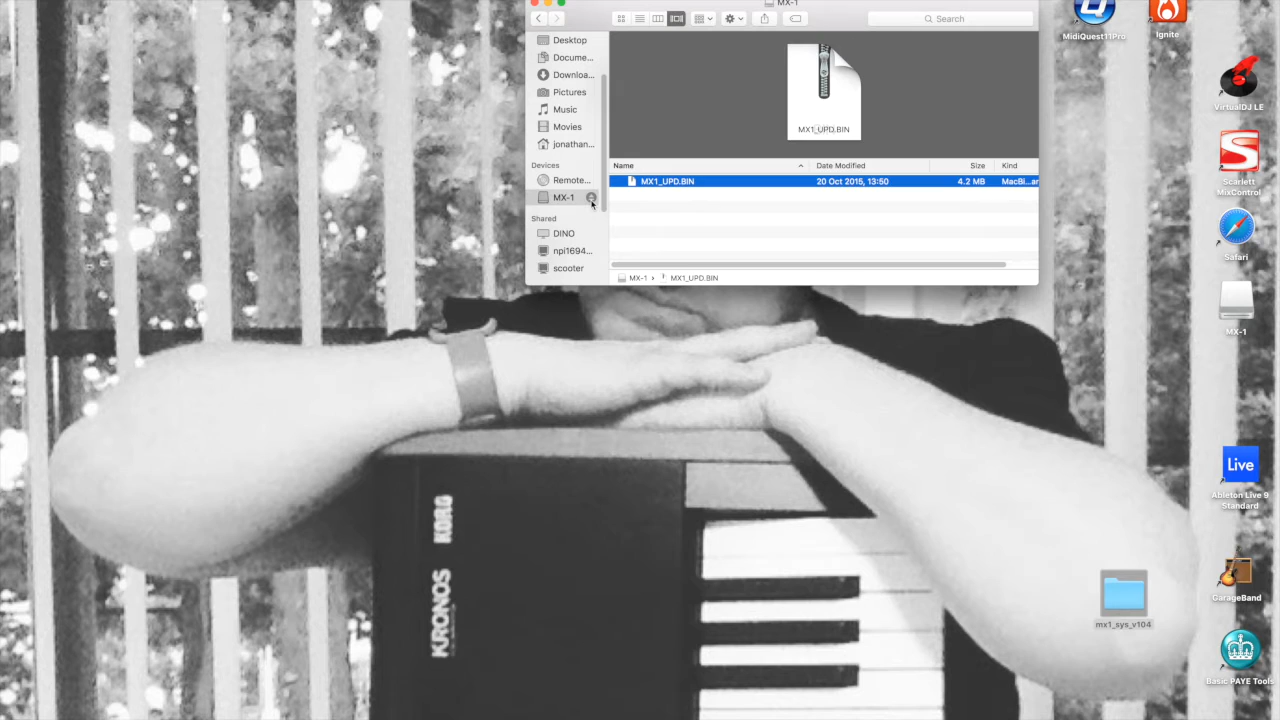 MX-1
Search
Desktop
Docume...
Downloa...
Pictures
Music
Movies
jonathan...
Devices
Remote...
MX-1
Shared
DINO
npi1694...
scooter
MX1_UPD.BIN
Name
Date Modified
Size
Kind
MX1_UPD.BIN
20 Oct 2015, 13:50
4.2 MB
MacBi...ar
MX-1 › MX1_UPD.BIN
MidiQuest11Pro
Ignite
VirtualDJ LE
Scarlett
MixControl
Safari
MX-1
Live
Ableton Live 9
Standard
GarageBand
mx1_sys_v104
Basic PAYE Tools
KRONOS KORG